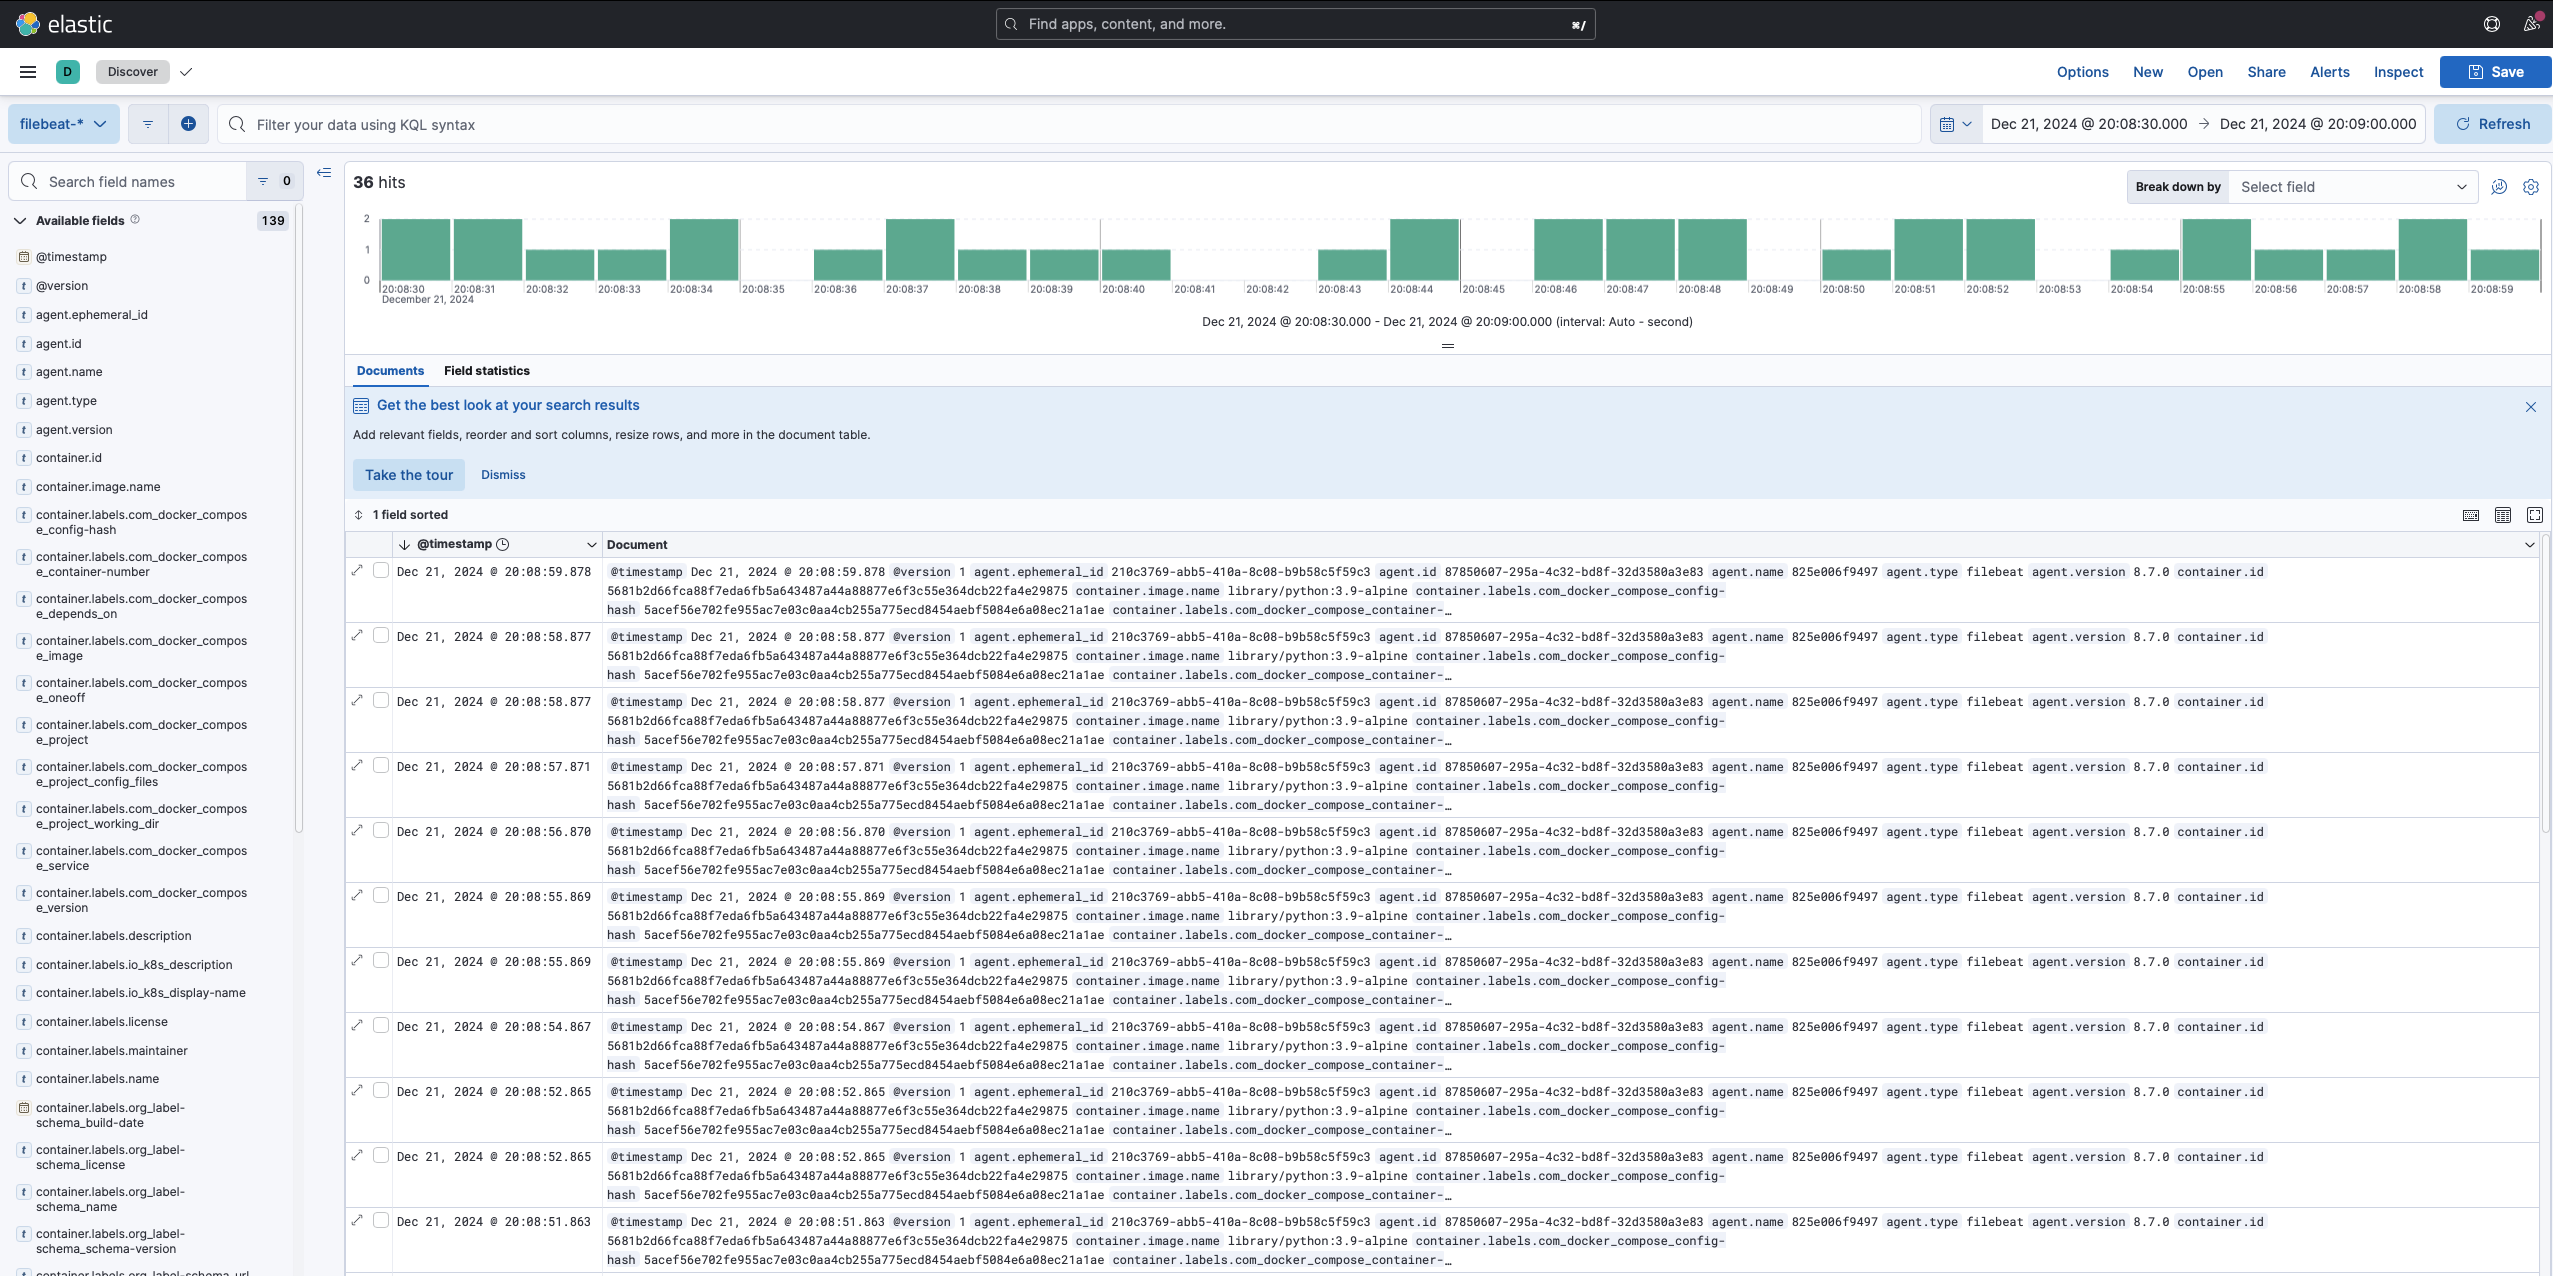 elastic
Find apps, content, and more.
⌘/
D
Discover
Options
New
Open
Share
Alerts
Inspect
Save
filebeat-*
Filter your data using KQL syntax
Dec 21, 2024 @ 20:08:30.000 → Dec 21, 2024 @ 20:09:00.000
Refresh
Search field names
0
Available fields
139
@timestamp
@version
agent.ephemeral_id
agent.id
agent.name
agent.type
agent.version
container.id
container.image.name
container.labels.com_docker_compos
e_config-hash
container.labels.com_docker_compos
e_container-number
container.labels.com_docker_compos
e_depends_on
container.labels.com_docker_compos
e_image
container.labels.com_docker_compos
e_oneoff
container.labels.com_docker_compos
e_project
container.labels.com_docker_compos
e_project_config_files
container.labels.com_docker_compos
e_project_working_dir
container.labels.com_docker_compos
e_service
container.labels.com_docker_compos
e_version
container.labels.description
container.labels.io_k8s_description
container.labels.io_k8s_display-name
container.labels.license
container.labels.maintainer
container.labels.name
container.labels.org_label-
schema_build-date
container.labels.org_label-
schema_license
container.labels.org_label-
schema_name
container.labels.org_label-
schema_schema-version
container.labels.org_label-schema_url
36 hits
Break down by
Select field
2
1
0
20:08:30 20:08:31 20:08:32 20:08:33 20:08:34 20:08:35 20:08:36 20:08:37 20:08:38 20:08:39 20:08:40 20:08:41 20:08:42 20:08:43 20:08:44 20:08:45 20:08:46 20:08:47 20:08:48 20:08:49 20:08:50 20:08:51 20:08:52 20:08:53 20:08:54 20:08:55 20:08:56 20:08:57 20:08:58 20:08:59
December 21, 2024
Dec 21, 2024 @ 20:08:30.000 - Dec 21, 2024 @ 20:09:00.000 (interval: Auto - second)
Documents
Field statistics
Get the best look at your search results
Add relevant fields, reorder and sort columns, resize rows, and more in the document table.
Take the tour
Dismiss
1 field sorted
@timestamp
Document
Dec 21, 2024 @ 20:08:59.878 @timestamp Dec 21, 2024 @ 20:08:59.878 @version 1 agent.ephemeral_id 210c3769-abb5-410a-8c08-b9b58c5f59c3 agent.id 87850607-295a-4c32-bd8f-32d3580a3e83 agent.name 825e006f9497 agent.type filebeat agent.version 8.7.0 container.id
5681b2d66fca88f7eda6fb5a643487a44a88877e6f3c55e364dcb22fa4e29875 container.image.name library/python:3.9-alpine container.labels.com_docker_compose_config-
hash 5acef56e702fe955ac7e03c0aa4cb255a775ecd8454aebf5084e6a08ec21a1ae container.labels.com_docker_compose_container-…
Dec 21, 2024 @ 20:08:58.877 @timestamp Dec 21, 2024 @ 20:08:58.877 @version 1 agent.ephemeral_id 210c3769-abb5-410a-8c08-b9b58c5f59c3 agent.id 87850607-295a-4c32-bd8f-32d3580a3e83 agent.name 825e006f9497 agent.type filebeat agent.version 8.7.0 container.id
5681b2d66fca88f7eda6fb5a643487a44a88877e6f3c55e364dcb22fa4e29875 container.image.name library/python:3.9-alpine container.labels.com_docker_compose_config-
hash 5acef56e702fe955ac7e03c0aa4cb255a775ecd8454aebf5084e6a08ec21a1ae container.labels.com_docker_compose_container-…
Dec 21, 2024 @ 20:08:58.877 @timestamp Dec 21, 2024 @ 20:08:58.877 @version 1 agent.ephemeral_id 210c3769-abb5-410a-8c08-b9b58c5f59c3 agent.id 87850607-295a-4c32-bd8f-32d3580a3e83 agent.name 825e006f9497 agent.type filebeat agent.version 8.7.0 container.id
5681b2d66fca88f7eda6fb5a643487a44a88877e6f3c55e364dcb22fa4e29875 container.image.name library/python:3.9-alpine container.labels.com_docker_compose_config-
hash 5acef56e702fe955ac7e03c0aa4cb255a775ecd8454aebf5084e6a08ec21a1ae container.labels.com_docker_compose_container-…
Dec 21, 2024 @ 20:08:57.871 @timestamp Dec 21, 2024 @ 20:08:57.871 @version 1 agent.ephemeral_id 210c3769-abb5-410a-8c08-b9b58c5f59c3 agent.id 87850607-295a-4c32-bd8f-32d3580a3e83 agent.name 825e006f9497 agent.type filebeat agent.version 8.7.0 container.id
5681b2d66fca88f7eda6fb5a643487a44a88877e6f3c55e364dcb22fa4e29875 container.image.name library/python:3.9-alpine container.labels.com_docker_compose_config-
hash 5acef56e702fe955ac7e03c0aa4cb255a775ecd8454aebf5084e6a08ec21a1ae container.labels.com_docker_compose_container-…
Dec 21, 2024 @ 20:08:56.870 @timestamp Dec 21, 2024 @ 20:08:56.870 @version 1 agent.ephemeral_id 210c3769-abb5-410a-8c08-b9b58c5f59c3 agent.id 87850607-295a-4c32-bd8f-32d3580a3e83 agent.name 825e006f9497 agent.type filebeat agent.version 8.7.0 container.id
5681b2d66fca88f7eda6fb5a643487a44a88877e6f3c55e364dcb22fa4e29875 container.image.name library/python:3.9-alpine container.labels.com_docker_compose_config-
hash 5acef56e702fe955ac7e03c0aa4cb255a775ecd8454aebf5084e6a08ec21a1ae container.labels.com_docker_compose_container-…
Dec 21, 2024 @ 20:08:55.869 @timestamp Dec 21, 2024 @ 20:08:55.869 @version 1 agent.ephemeral_id 210c3769-abb5-410a-8c08-b9b58c5f59c3 agent.id 87850607-295a-4c32-bd8f-32d3580a3e83 agent.name 825e006f9497 agent.type filebeat agent.version 8.7.0 container.id
5681b2d66fca88f7eda6fb5a643487a44a88877e6f3c55e364dcb22fa4e29875 container.image.name library/python:3.9-alpine container.labels.com_docker_compose_config-
hash 5acef56e702fe955ac7e03c0aa4cb255a775ecd8454aebf5084e6a08ec21a1ae container.labels.com_docker_compose_container-…
Dec 21, 2024 @ 20:08:55.869 @timestamp Dec 21, 2024 @ 20:08:55.869 @version 1 agent.ephemeral_id 210c3769-abb5-410a-8c08-b9b58c5f59c3 agent.id 87850607-295a-4c32-bd8f-32d3580a3e83 agent.name 825e006f9497 agent.type filebeat agent.version 8.7.0 container.id
5681b2d66fca88f7eda6fb5a643487a44a88877e6f3c55e364dcb22fa4e29875 container.image.name library/python:3.9-alpine container.labels.com_docker_compose_config-
hash 5acef56e702fe955ac7e03c0aa4cb255a775ecd8454aebf5084e6a08ec21a1ae container.labels.com_docker_compose_container-…
Dec 21, 2024 @ 20:08:54.867 @timestamp Dec 21, 2024 @ 20:08:54.867 @version 1 agent.ephemeral_id 210c3769-abb5-410a-8c08-b9b58c5f59c3 agent.id 87850607-295a-4c32-bd8f-32d3580a3e83 agent.name 825e006f9497 agent.type filebeat agent.version 8.7.0 container.id
5681b2d66fca88f7eda6fb5a643487a44a88877e6f3c55e364dcb22fa4e29875 container.image.name library/python:3.9-alpine container.labels.com_docker_compose_config-
hash 5acef56e702fe955ac7e03c0aa4cb255a775ecd8454aebf5084e6a08ec21a1ae container.labels.com_docker_compose_container-…
Dec 21, 2024 @ 20:08:52.865 @timestamp Dec 21, 2024 @ 20:08:52.865 @version 1 agent.ephemeral_id 210c3769-abb5-410a-8c08-b9b58c5f59c3 agent.id 87850607-295a-4c32-bd8f-32d3580a3e83 agent.name 825e006f9497 agent.type filebeat agent.version 8.7.0 container.id
5681b2d66fca88f7eda6fb5a643487a44a88877e6f3c55e364dcb22fa4e29875 container.image.name library/python:3.9-alpine container.labels.com_docker_compose_config-
hash 5acef56e702fe955ac7e03c0aa4cb255a775ecd8454aebf5084e6a08ec21a1ae container.labels.com_docker_compose_container-…
Dec 21, 2024 @ 20:08:52.865 @timestamp Dec 21, 2024 @ 20:08:52.865 @version 1 agent.ephemeral_id 210c3769-abb5-410a-8c08-b9b58c5f59c3 agent.id 87850607-295a-4c32-bd8f-32d3580a3e83 agent.name 825e006f9497 agent.type filebeat agent.version 8.7.0 container.id
5681b2d66fca88f7eda6fb5a643487a44a88877e6f3c55e364dcb22fa4e29875 container.image.name library/python:3.9-alpine container.labels.com_docker_compose_config-
hash 5acef56e702fe955ac7e03c0aa4cb255a775ecd8454aebf5084e6a08ec21a1ae container.labels.com_docker_compose_container-…
Dec 21, 2024 @ 20:08:51.863 @timestamp Dec 21, 2024 @ 20:08:51.863 @version 1 agent.ephemeral_id 210c3769-abb5-410a-8c08-b9b58c5f59c3 agent.id 87850607-295a-4c32-bd8f-32d3580a3e83 agent.name 825e006f9497 agent.type filebeat agent.version 8.7.0 container.id
5681b2d66fca88f7eda6fb5a643487a44a88877e6f3c55e364dcb22fa4e29875 container.image.name library/python:3.9-alpine container.labels.com_docker_compose_config-
hash 5acef56e702fe955ac7e03c0aa4cb255a775ecd8454aebf5084e6a08ec21a1ae container.labels.com_docker_compose_container-…